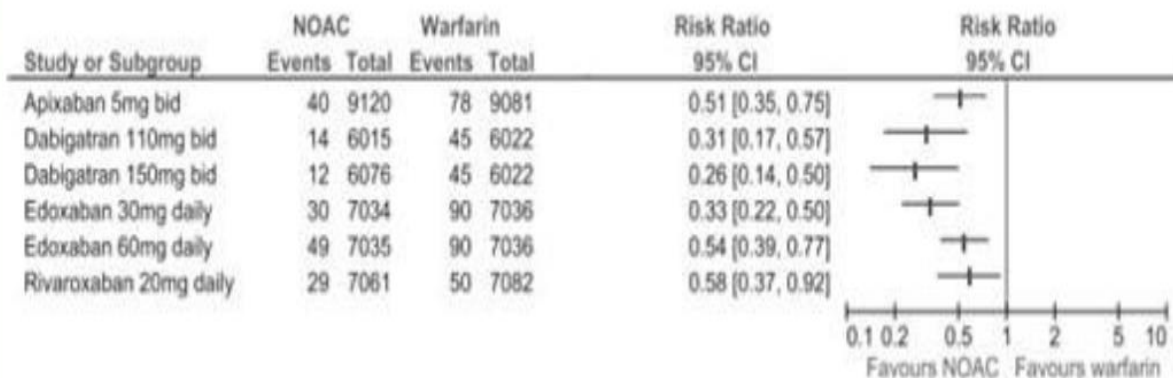 NOAC Warfarin Risk Ratio Risk Ratio
Study or Subgroup Events Total Events Total 95% CI 95% CI
Apixaban 5mg bid 40 9120 78 9081 0.51 [0.35, 0.75]
Dabigatran 110mg bid 14 6015 45 6022 0.31 [0.17, 0.57]
Dabigatran 150mg bid 12 6076 45 6022 0.26 [0.14, 0.50]
Edoxaban 30mg daily 30 7034 90 7036 0.33 [0.22, 0.50]
Edoxaban 60mg daily 49 7035 90 7036 0.54 [0.39, 0.77]
Rivaroxaban 20mg daily 29 7061 50 7082 0.58 [0.37, 0.92]
0.1 0.2 0.5 1 2 5 10
Favours NOAC Favours warfarin